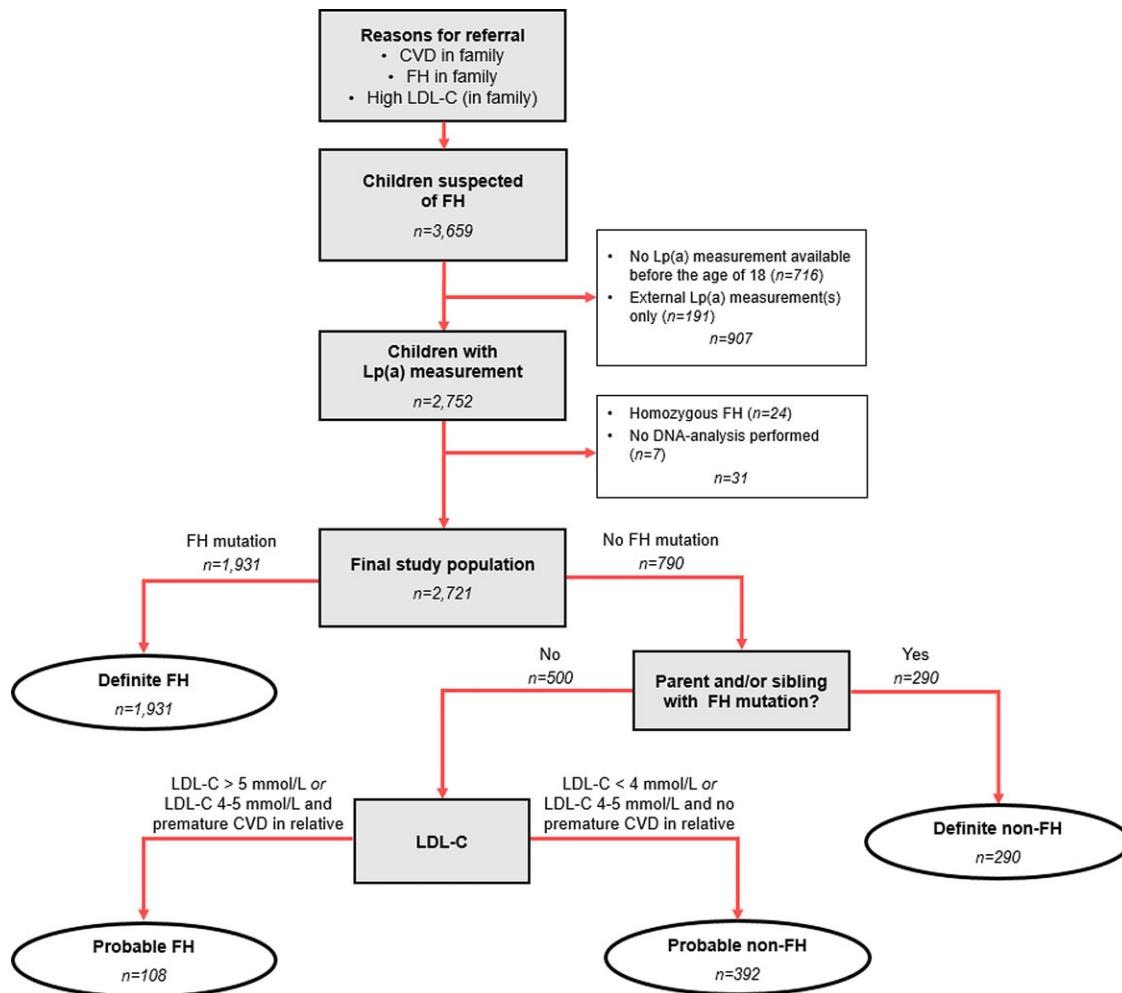 Reasons for referral
• CVD in family
• FH in family
• High LDL-C (in family)
Children suspected
of FH
n=3,659
• No Lp(a) measurement available
before the age of 18 (n=716)
• External Lp(a) measurement(s)
only (n=191)
n=907
Children with
Lp(a) measurement
n=2,752
• Homozygous FH (n=24)
• No DNA-analysis performed
(n=7)
n=31
FH mutation
n=1,931
Final study population
n=2,721
No FH mutation
n=790
Definite FH
n=1,931
No
n=500
Parent and/or sibling
with FH mutation?
Yes
n=290
LDL-C > 5 mmol/L or
LDL-C 4-5 mmol/L and
premature CVD in relative
LDL-C
LDL-C < 4 mmol/L or
LDL-C 4-5 mmol/L and no
premature CVD in relative
Definite non-FH
n=290
Probable FH
n=108
Probable non-FH
n=392